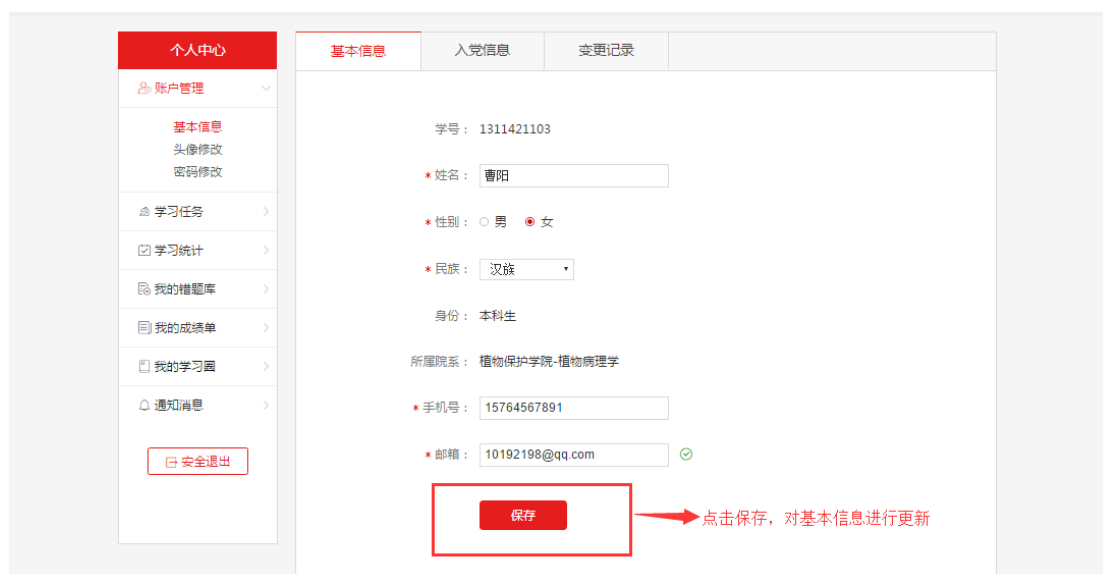 个人中心
账户管理
基本信息
头像修改
密码修改
学习任务
学习统计
我的错题库
我的成绩单
我的学习圈
通知消息
安全退出
基本信息 入党信息 变更记录
学号： 1311421103
* 姓名： 曹阳
* 性别： 男 女
* 民族： 汉族
身份： 本科生
所属院系： 植物保护学院-植物病理学
* 手机号： 15764567891
* 邮箱： 10192198@qq.com
保存
点击保存，对基本信息进行更新